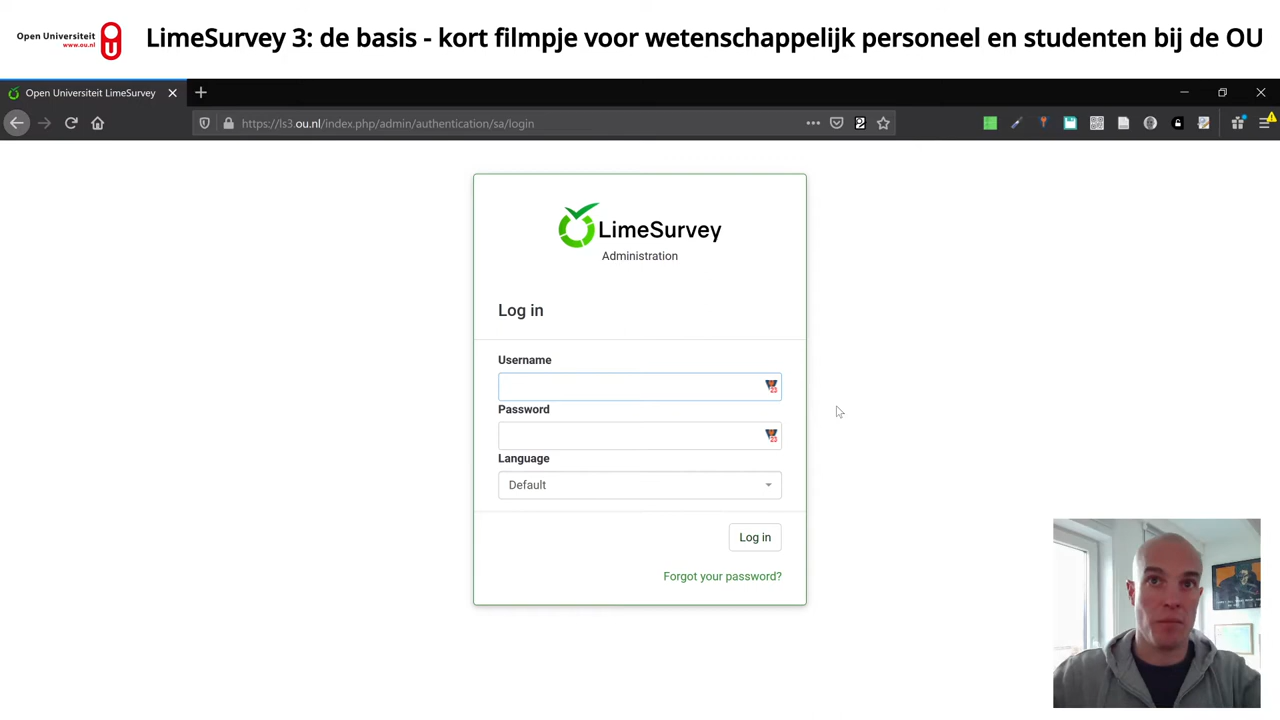 Open Universiteit
www.ou.nl
LimeSurvey 3: de basis - kort filmpje voor wetenschappelijk personeel en studenten bij de OU
Open Universiteit LimeSurvey
https://ls3.ou.nl/index.php/admin/authentication/sa/login
LimeSurvey
Administration
Log in
Username
23
Password
23
Language
Default
Log in
Forgot your password?